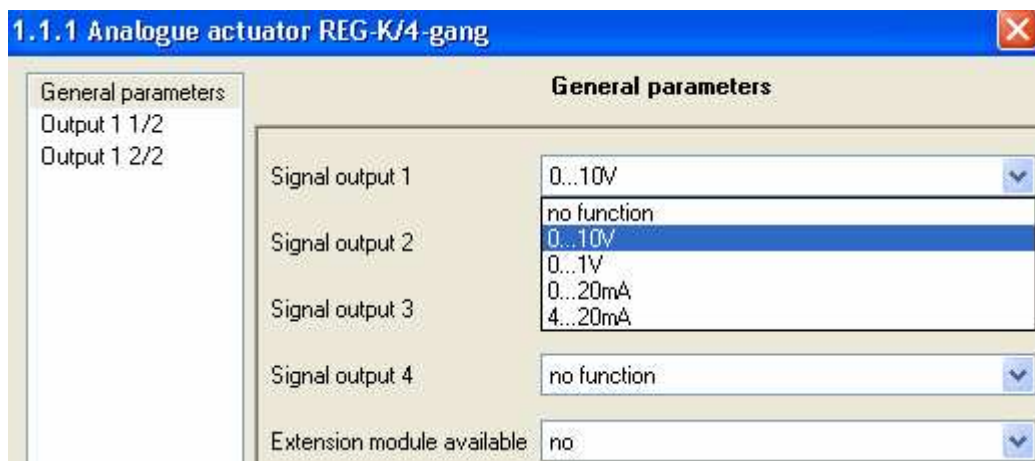 1.1.1 Analogue actuator REG-K/4-gang
General parameters
Output 1 1/2
Output 1 2/2
General parameters
Signal output 1
0...10V
no function
0...10V
0...1V
0...20mA
4...20mA
Signal output 2
Signal output 3
Signal output 4
no function
Extension module available
no